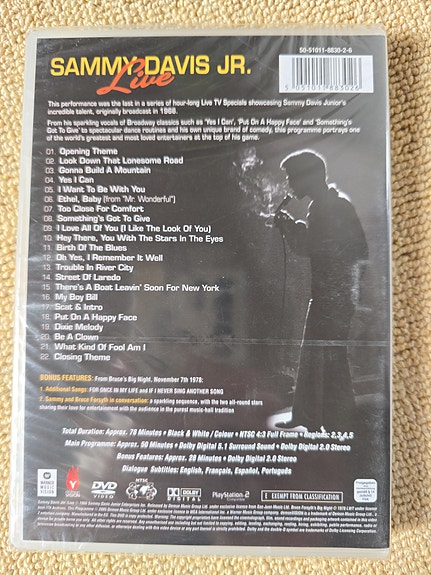 50-51011-8830-2-6
SAMMY DAVIS JR.
Live
5 051011 883026
This performance was the last in a series of hour-long Live TV Specials showcasing Sammy Davis Junior's
incredible talent, originally broadcast in 1966.
From his sparkling vocals of Broadway classics such as 'Yes I Can', 'Put On A Happy Face' and 'Something's
Got To Give' to spectacular dance routines and his own unique brand of comedy, this programme portrays one
of the world's greatest and most loved entertainers at the top of his game.
01. Opening Theme
02. Look Down That Lonesome Road
03. Gonna Build A Mountain
04. Yes I Can
05. I Want To Be With You
06. Ethel, Baby (from "Mr. Wonderful")
07. Too Close For Comfort
08. Something's Got To Give
09. I Love All Of You (I Like The Look Of You)
10. Hey There, You With The Stars In The Eyes
11. Birth Of The Blues
12. Oh Yes, I Remember It Well
13. Trouble In River City
14. Street Of Laredo
15. There's A Boat Leavin' Soon For New York
16. My Boy Bill
17. Scat & Intro
18. Put On A Happy Face
19. Dixie Melody
20. Be A Clown
21. What Kind Of Fool Am I
22. Closing Theme
BONUS FEATURES: From Bruce's Big Night, November 7th 1978:
1. Additional Songs: FOR ONCE IN MY LIFE and IF I NEVER SING ANOTHER SONG
2. Sammy and Bruce Forsyth in conversation: a sparkling sequence, with the two all-round stars
sharing their love for entertainment with the audience in the purest music-hall tradition
Total Duration: Approx. 78 Minutes • Black & White / Colour • NTSC 4:3 Full Frame • Regions: 2,3,4,5
Main Programme: Approx. 50 Minutes • Dolby Digital 5.1 Surround Sound • Dolby Digital 2.0 Stereo
Bonus Features: Approx. 28 Minutes • Dolby Digital 2.0 Stereo
Dialogue Subtitles: English, Français, Español, Português
WARNER
MUSIC
VISION
VISION
DVD
VIDEO
NTSC
DOLBY
DIGITAL
PlayStation 2
E EXEMPT FROM CLASSIFICATION